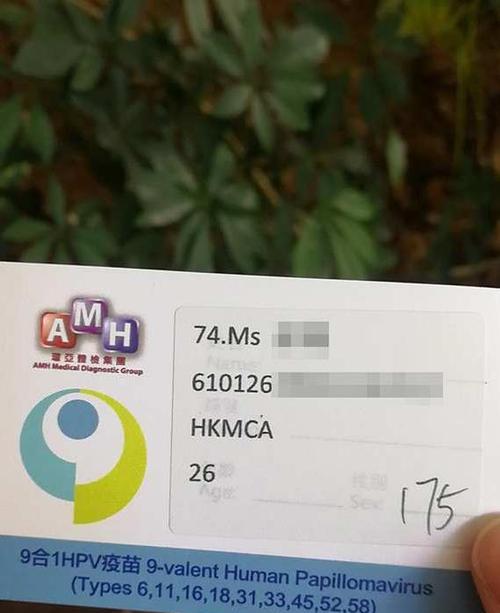 AMH
環亞體檢集團
AMH Medical Diagnostic Group
74.Ms
Name:
610126
HKMCA
26
Age:
性別
Sex:
175
9合1HPV疫苗 9-valent Human Papillomavirus
(Types 6,11,16,18,31,33,45,52,58)